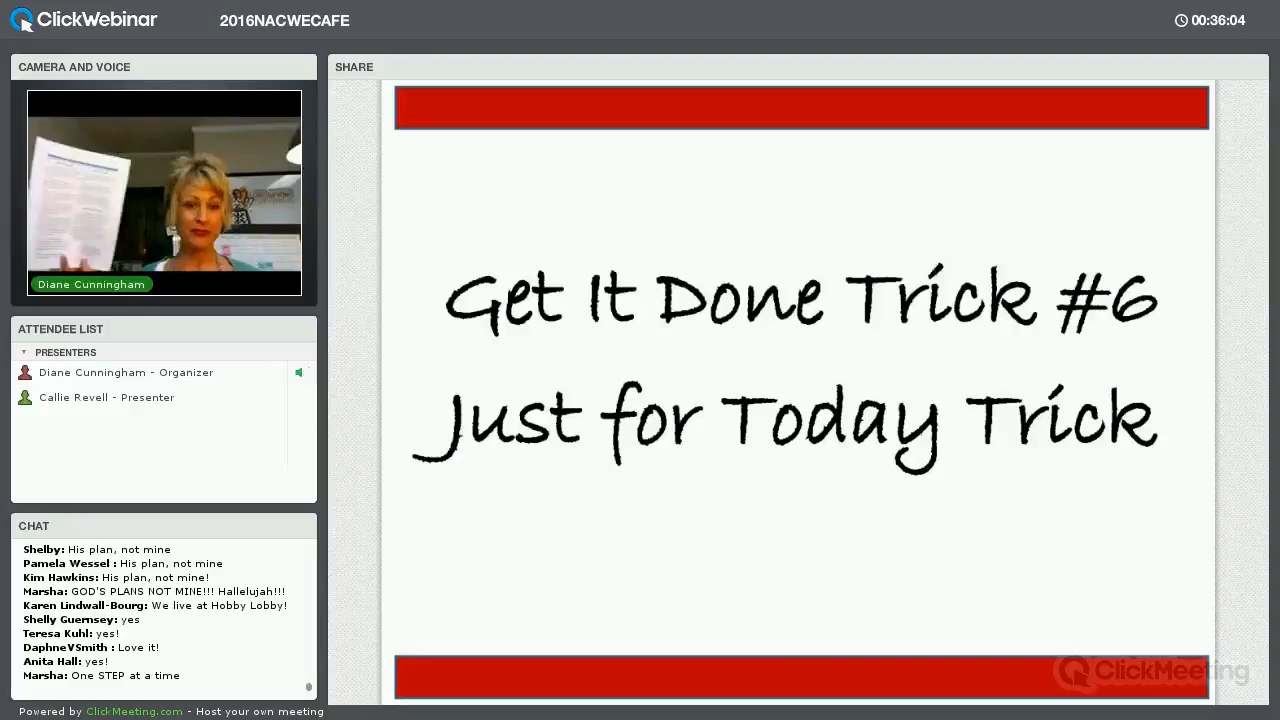 ClickWebinar
2016NACWECAFE
00:36:04
CAMERA AND VOICE
Diane Cunningham
ATTENDEE LIST
PRESENTERS
Diane Cunningham - Organizer
Callie Revell - Presenter
CHAT
Shelby: His plan, not mine
Pamela Wessel : His plan, not mine
Kim Hawkins: His plan, not mine!
Marsha: GOD'S PLANS NOT MINE!!! Hallelujah!!!
Karen Lindwall-Bourg: We live at Hobby Lobby!
Shelly Guernsey: yes
Teresa Kuhl: yes!
DaphneVSmith : Love it!
Anita Hall: yes!
Marsha: One STEP at a time
Powered by ClickMeeting.com - Host your own meeting
SHARE
Get It Done Trick #6
Just for Today Trick
ClickMeeting